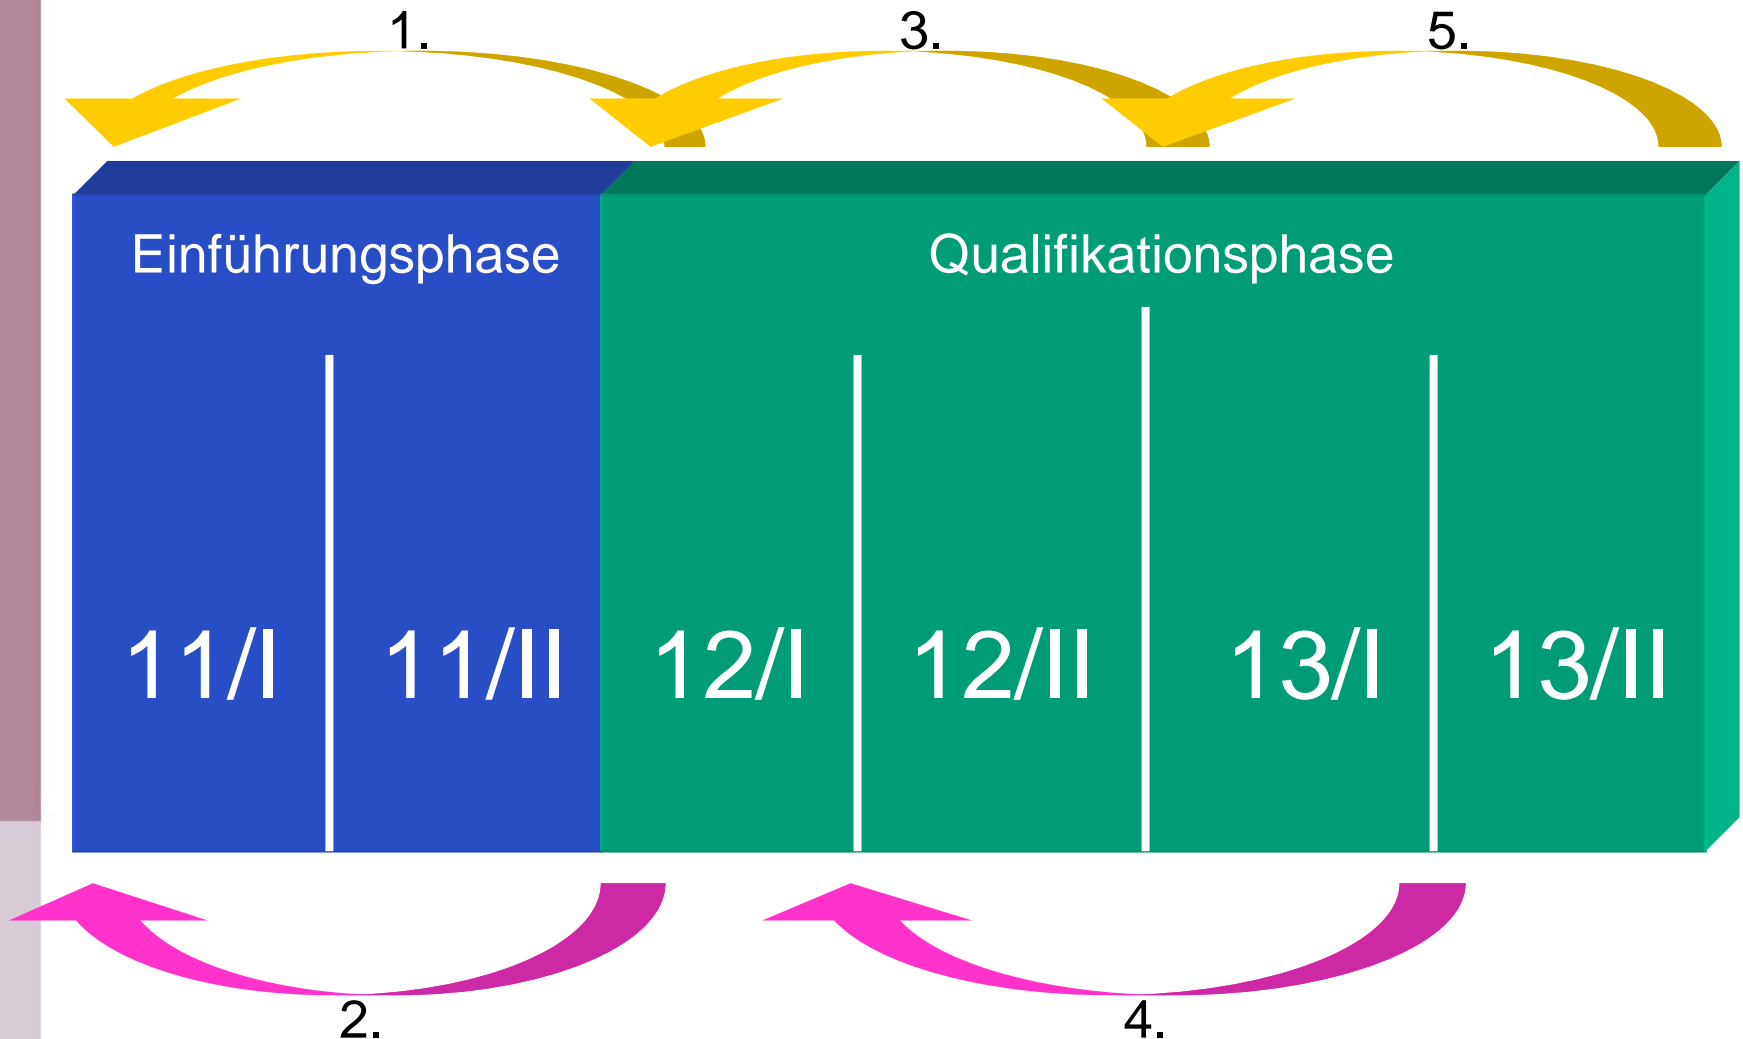 1. 3. 5.
Einführungsphase Qualifikationsphase
11/I 11/II 12/I 12/II 13/I 13/II
2. 4.